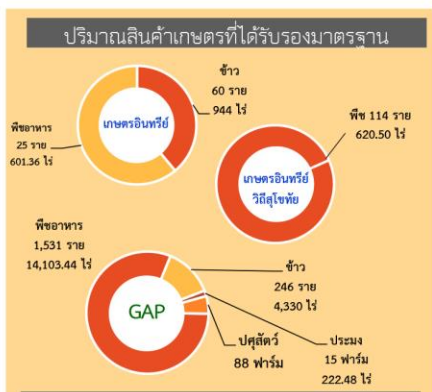 ปริมาณสินค้าเกษตรที่ได้รับรองมาตรฐาน
ข้าว
60 ราย
944 ไร่
เกษตรอินทรีย์
พืชอาหาร
25 ราย
601.36 ไร่
พืช 114 ราย
620.50 ไร่
เกษตรอินทรีย์
วิถีสุโขทัย
พืชอาหาร
1,531 ราย
14,103.44 ไร่
ข้าว
246 ราย
4,330 ไร่
GAP
ปศุสัตว์
88 ฟาร์ม
ประมง
15 ฟาร์ม
222.48 ไร่